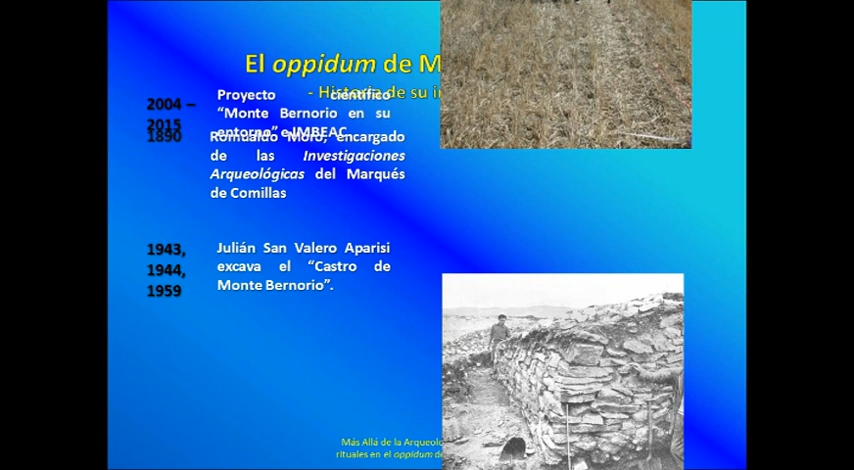 El oppidum de M
- Historia de su i
2004 –
2015
Proyecto científico
“Monte Bernorio en su
entorno” e IMBEAC
1890
Romualdo Moro, encargado
de las Investigaciones
Arqueológicas del Marqués
de Comillas
1943,
1944,
1959
Julián San Valero Aparisi
excava el “Castro de
Monte Bernorio”.
Más Allá de la Arqueolo
rituales en el oppidum de